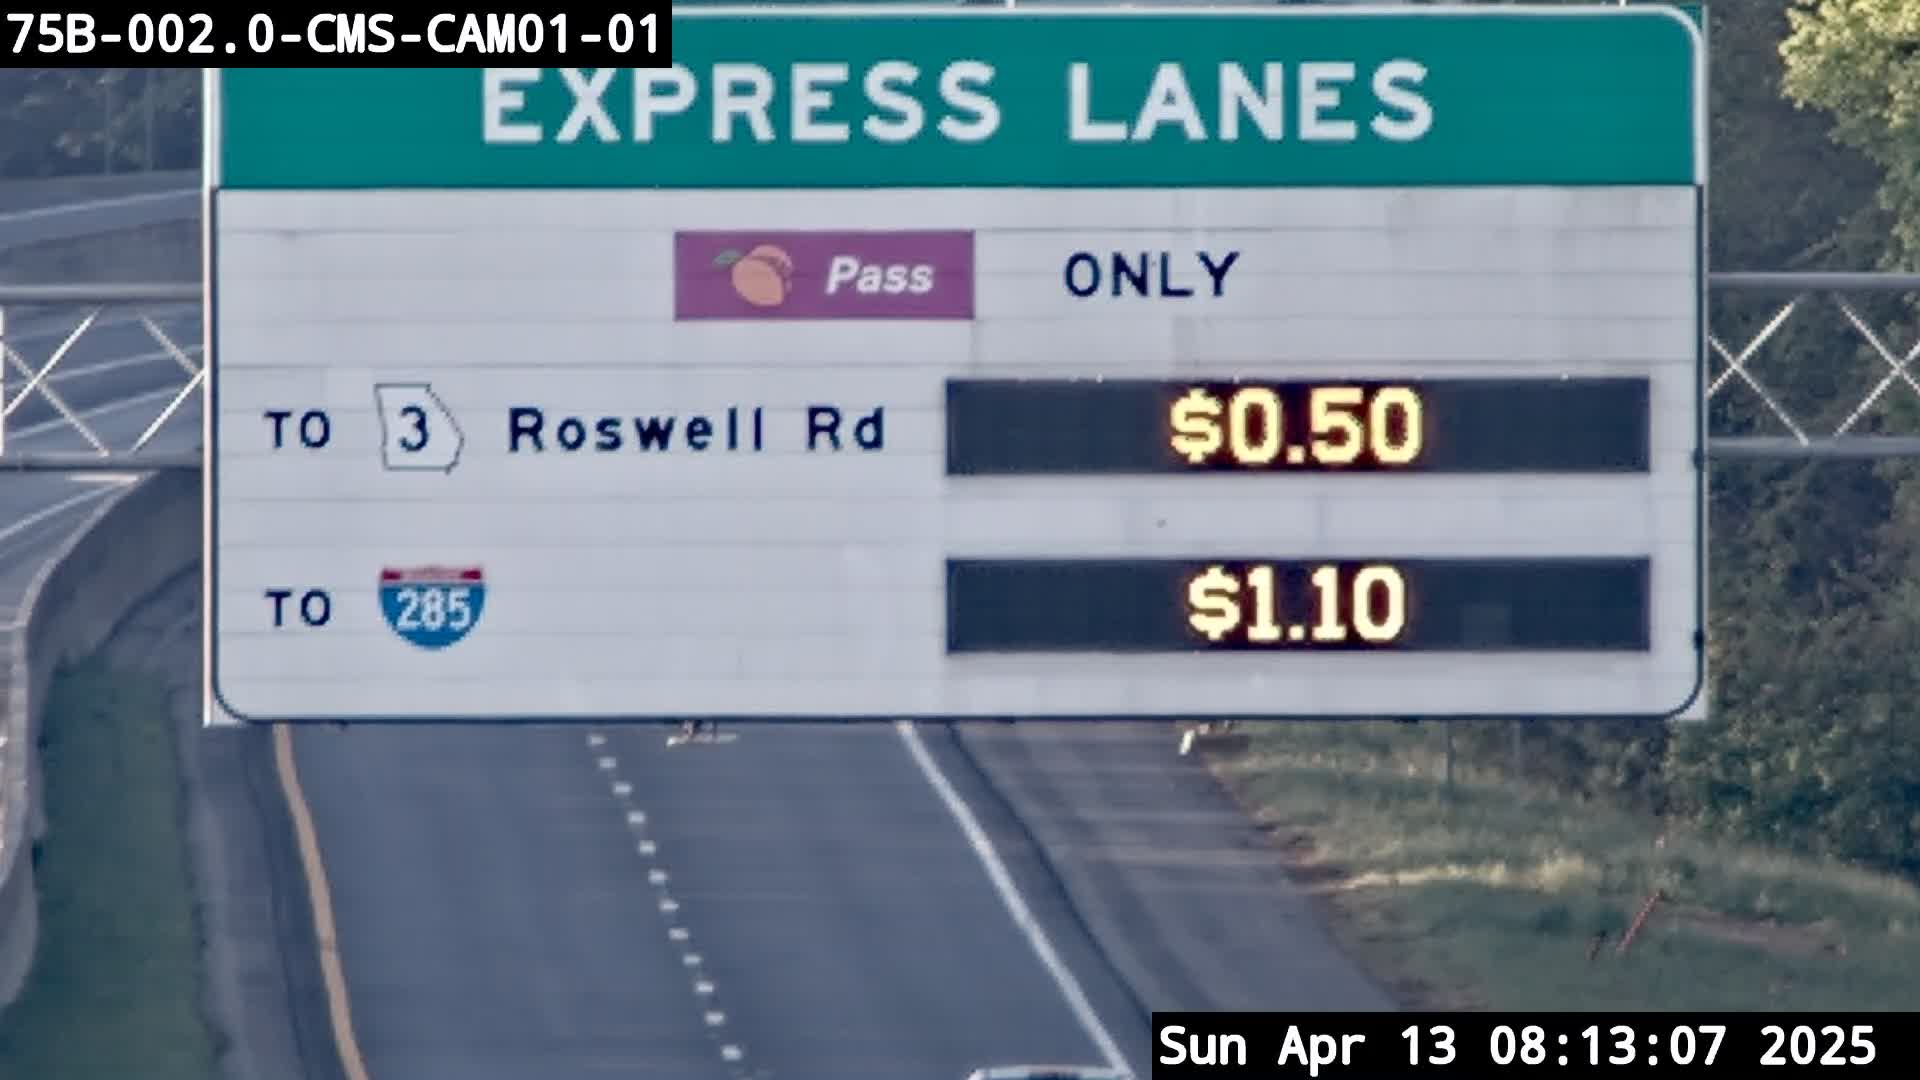 75B-002.0-CMS-CAM01-01
EXPRESS LANES
Pass ONLY
TO 3 Roswell Rd $0.50
TO 285 $1.10
Sun Apr 13 08:13:07 2025